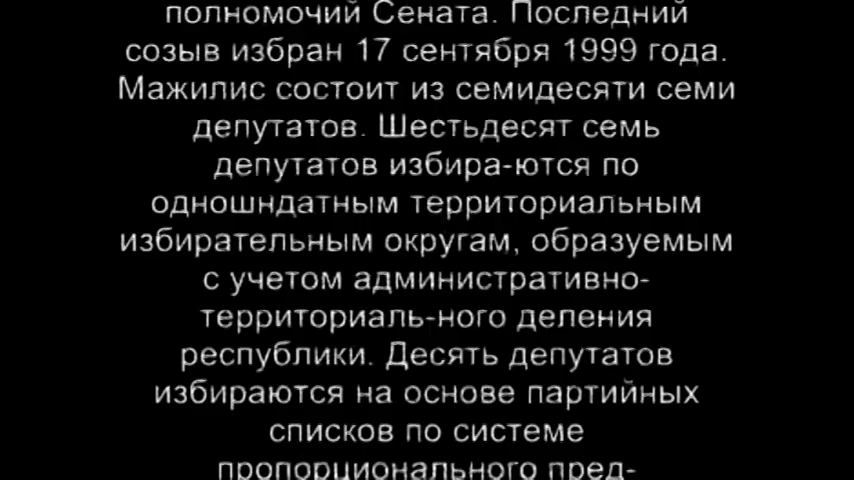 полномочий Сената. Последний
созыв избран 17 сентября 1999 года.
Мажилис состоит из семидесяти семи
депутатов. Шестьдесят семь
депутатов избира-ются по
одношндатным территориальным
избирательным округам, образуемым
с учетом административно-
территориаль-ного деления
республики. Десять депутатов
избираются на основе партийных
списков по системе
пропорционального пред-